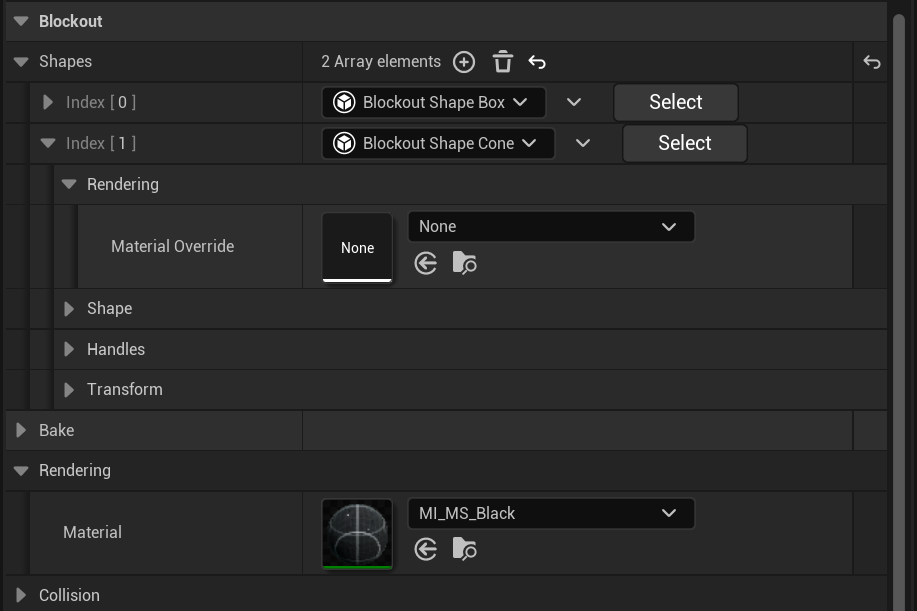 Blockout
Shapes
2 Array elements
Index [ 0 ]
Blockout Shape Box
Select
Index [ 1 ]
Blockout Shape Cone
Select
Rendering
Material Override
None
None
Shape
Handles
Transform
Bake
Rendering
Material
MI_MS_Black
Collision